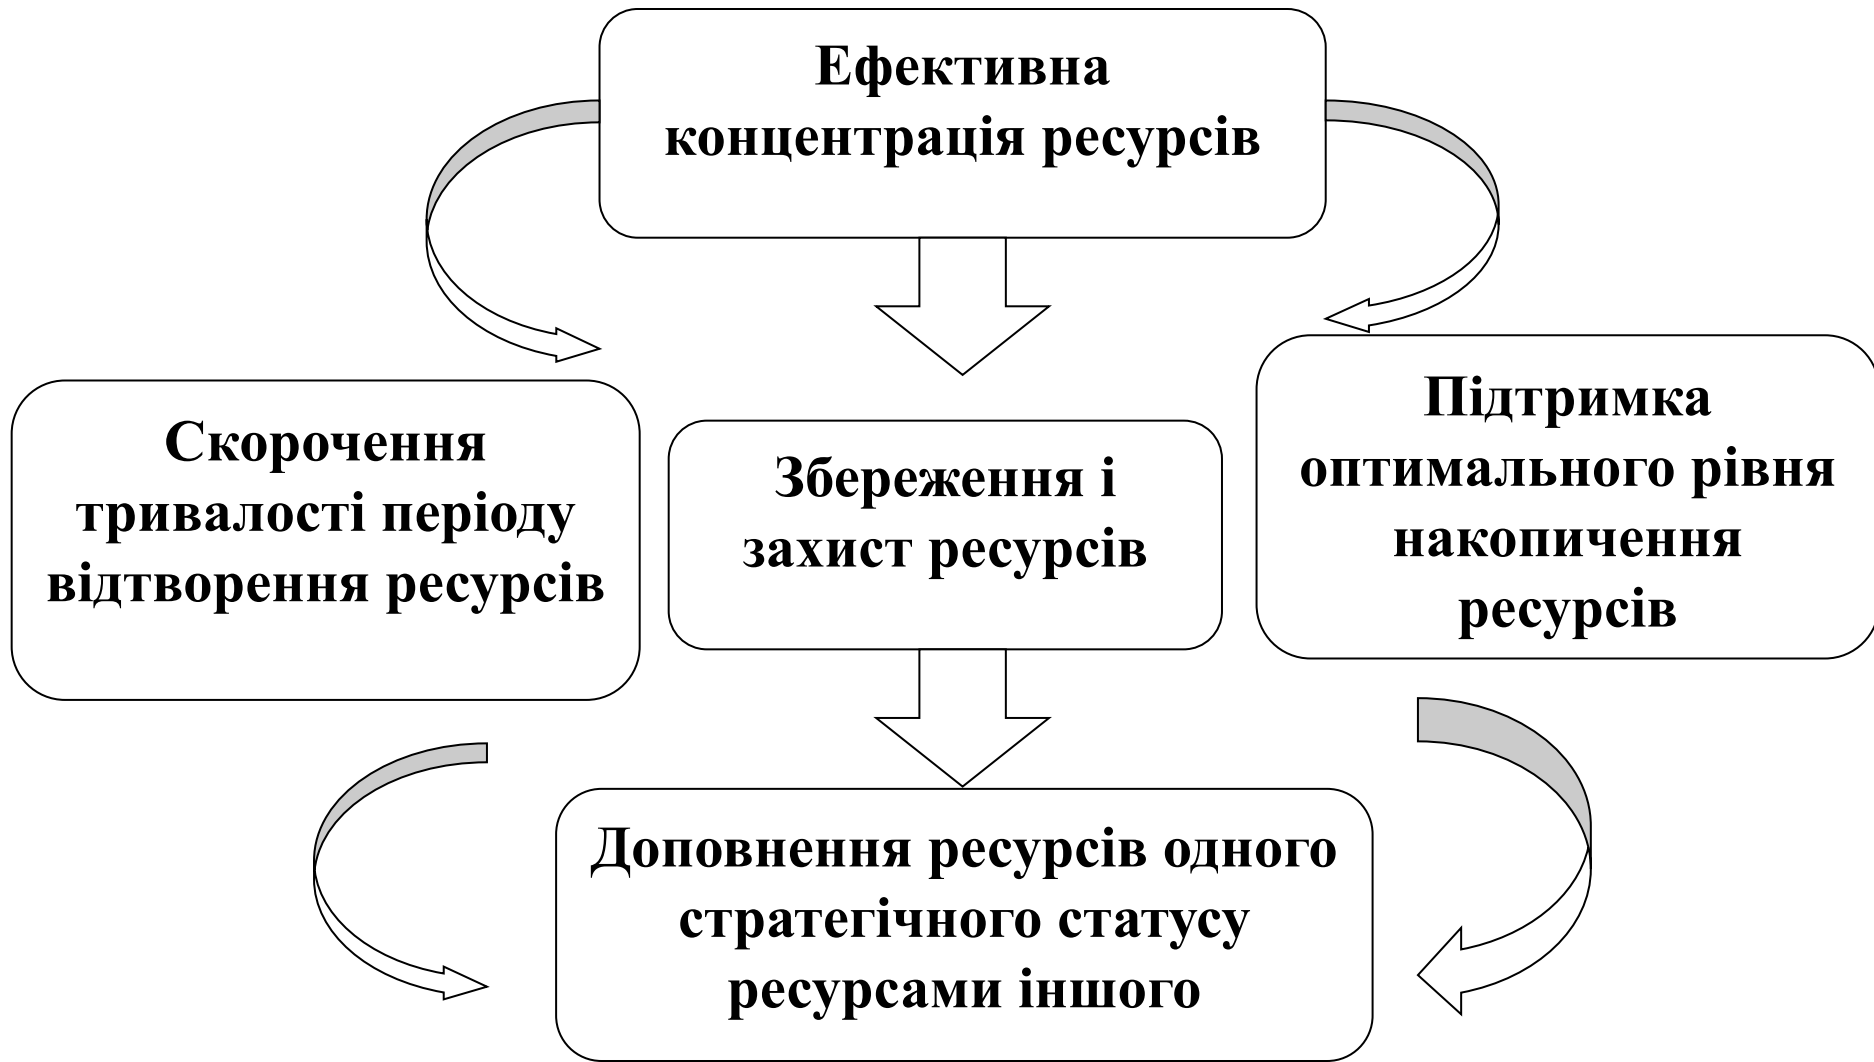 Ефективна
концентрація ресурсів
Скорочення
тривалості періоду
відтворення ресурсів
Збереження і
захист ресурсів
Підтримка
оптимального рівня
накопичення
ресурсів
Доповнення ресурсів одного
стратегічного статусу
ресурсами іншого